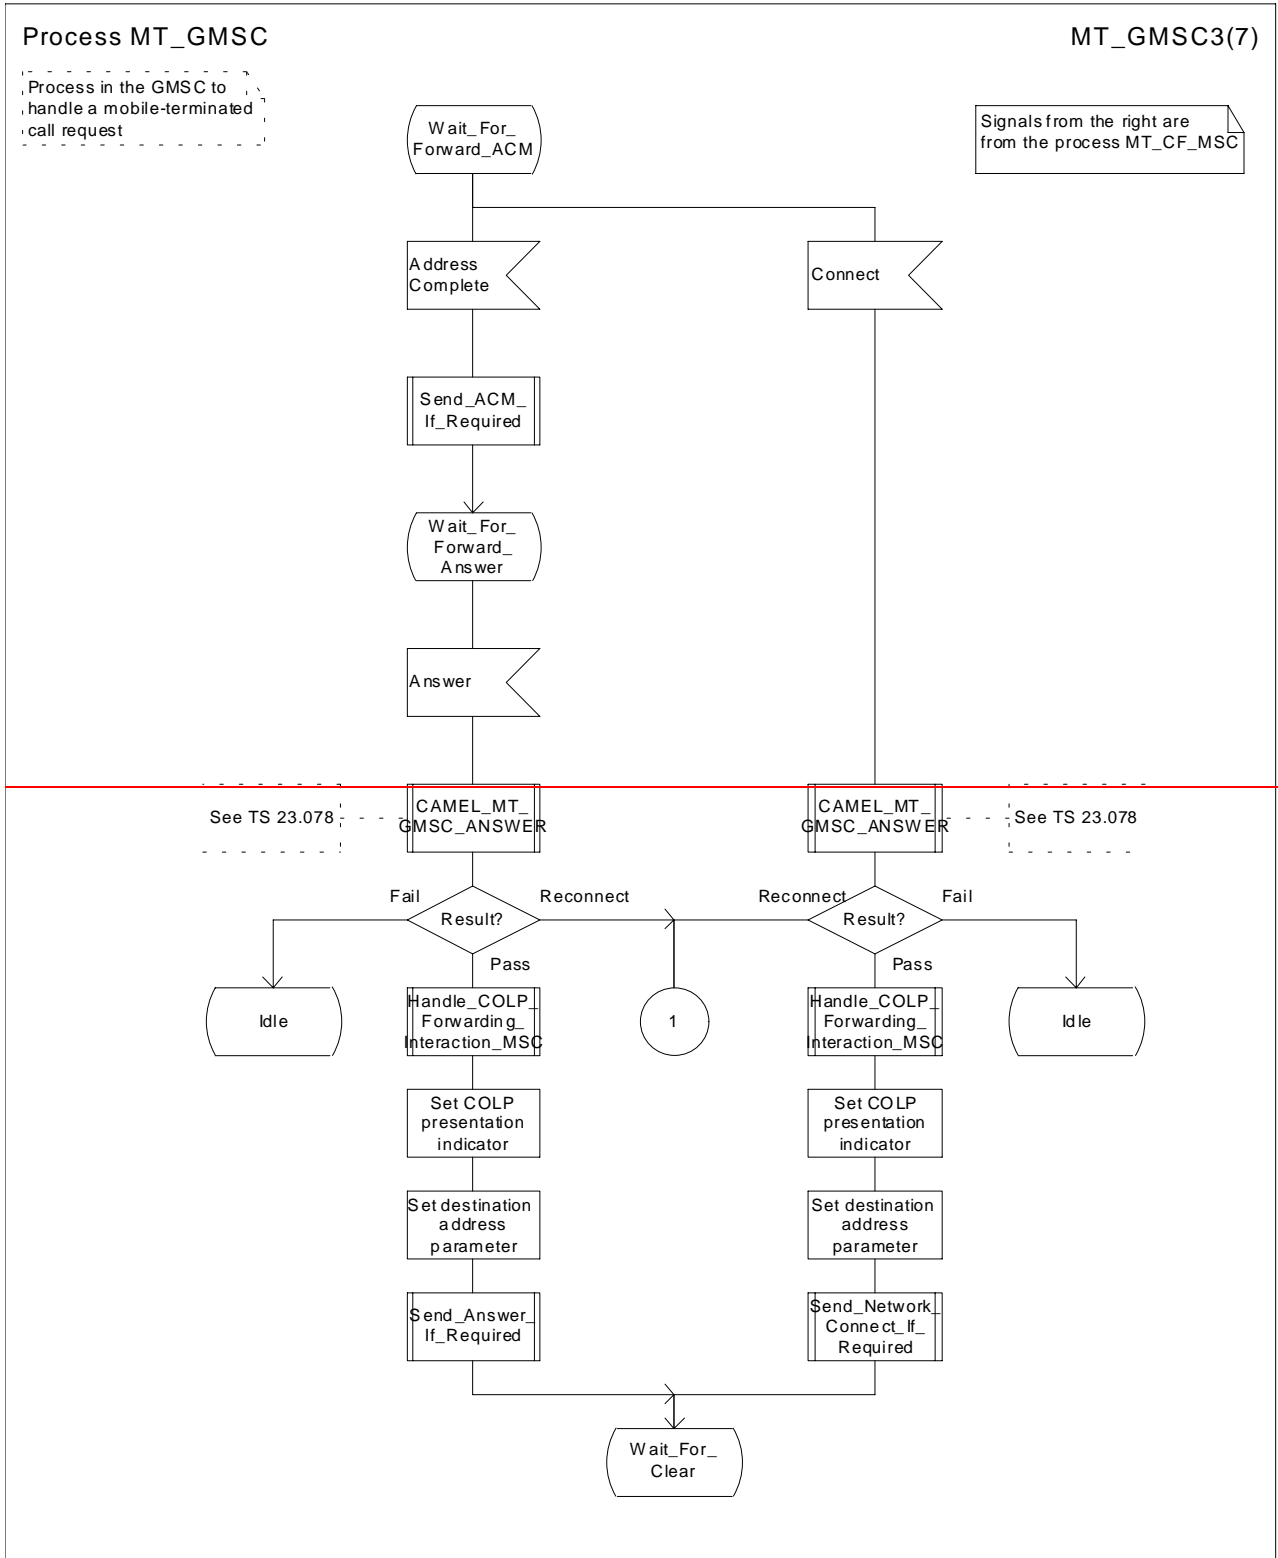 Process MT_GMSC
MT_GMSC3(7)
Process in the GMSC to
handle a mobile-terminated
call request
Signals from the right are
from the process MT_CF_MSC
Wait_For_
Forward_ACM
Address
Complete
Connect
Send_ACM_
If_Required
Wait_For_
Forward_
Answer
Answer
See TS 23.078
CAMEL_MT_
GMSC_ANSWER
CAMEL_MT_
GMSC_ANSWER
See TS 23.078
Fail
Result?
Reconnect
Reconnect
Result?
Fail
Pass
Pass
Idle
Handle_COLP_
Forwarding_
Interaction_MSC
1
Handle_COLP_
Forwarding_
Interaction_MSC
Idle
Set COLP
presentation
indicator
Set COLP
presentation
indicator
Set destination
address
parameter
Set destination
address
parameter
Send_Answer_
If_Required
Send_Network_
Connect_If_
Required
Wait_For_
Clear